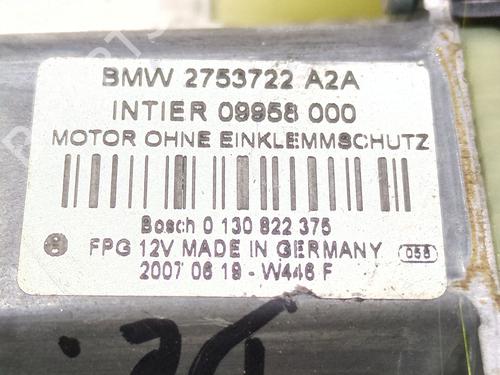 BMW 2753722 A2A
INTIER 09958 000
MOTOR OHNE EINKLEMMSCHUTZ
Bosch 0 130 822 375
FPG 12V MADE IN GERMANY
056
2007 06 19 - W446 F